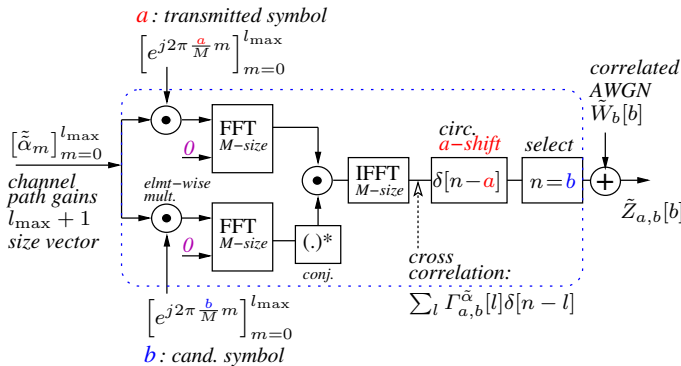 a : transmitted symbol
[e^{j2π \frac{a}{M} m}]_{m=0}^{l_max}
correlated
AWGN
W̃_b[b]
[α̃̃_m]_{m=0}^{l_max}
channel
path gains
l_max + 1
size vector
FFT
M-size
0
elmt-wise
mult.
FFT
M-size
0
(.)*
conj.
IFFT
M-size
circ.
a-shift
δ[n-a]
select
n=b
Z̃_{a,b}[b]
cross
correlation:
∑_l Γ^{α̃}_{a,b}[l]δ[n − l]
[e^{j2π \frac{b}{M} m}]_{m=0}^{l_max}
b : cand. symbol